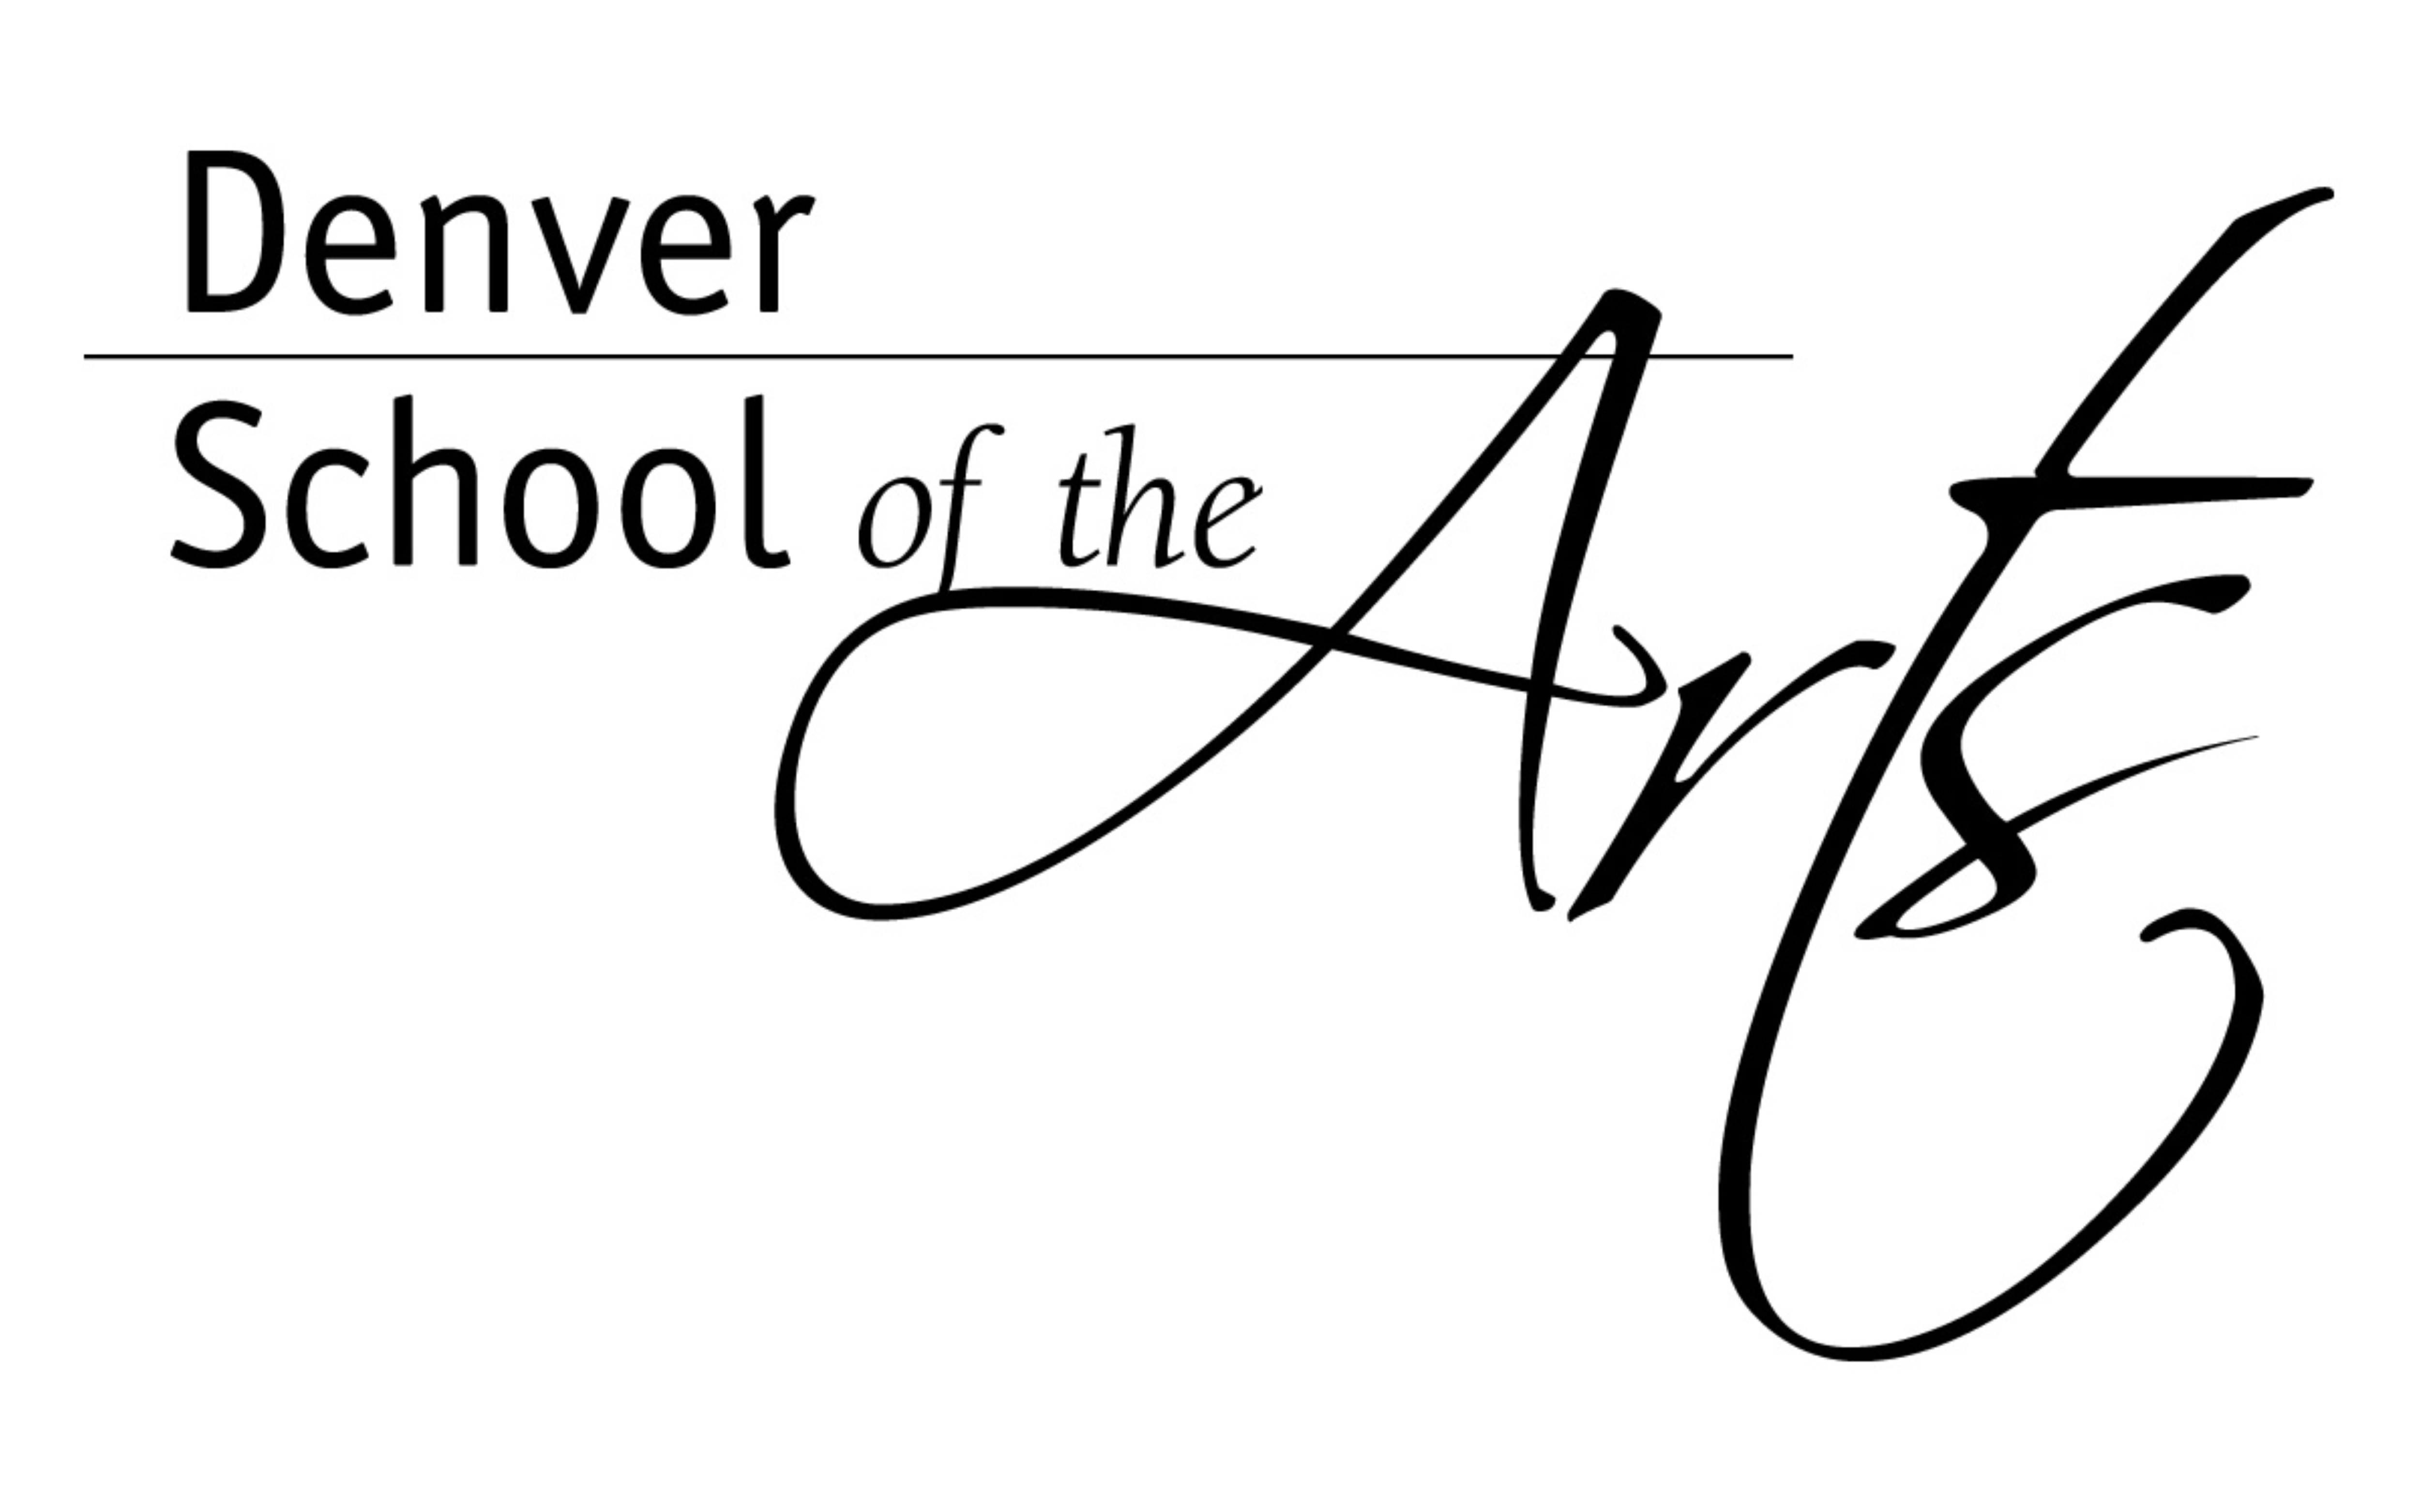 Denver
School of the Arts